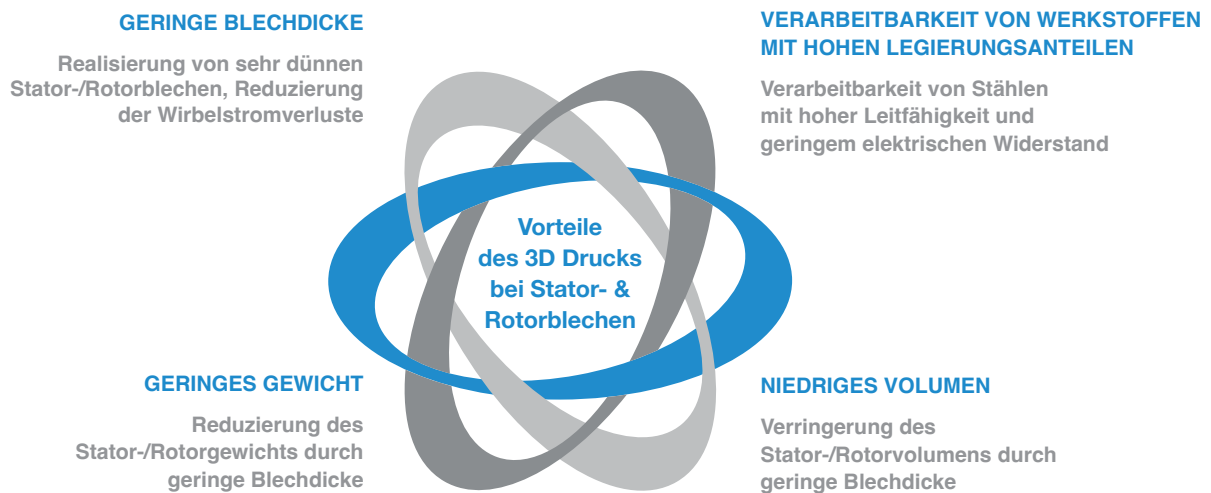 GERINGE BLECHDICKE
Realisierung von sehr dünnen
Stator-/Rotorblechen, Reduzierung
der Wirbelstromverluste
VERARBEITBARKEIT VON WERKSTOFFEN
MIT HOHEN LEGIERUNGSANTEILEN
Verarbeitbarkeit von Stählen
mit hoher Leitfähigkeit und
geringem elektrischen Widerstand
Vorteile
des 3D Drucks
bei Stator- &
Rotorblechen
GERINGES GEWICHT
Reduzierung des
Stator-/Rotorgewichts durch
geringe Blechdicke
NIEDRIGES VOLUMEN
Verringerung des
Stator-/Rotorvolumens durch
geringe Blechdicke